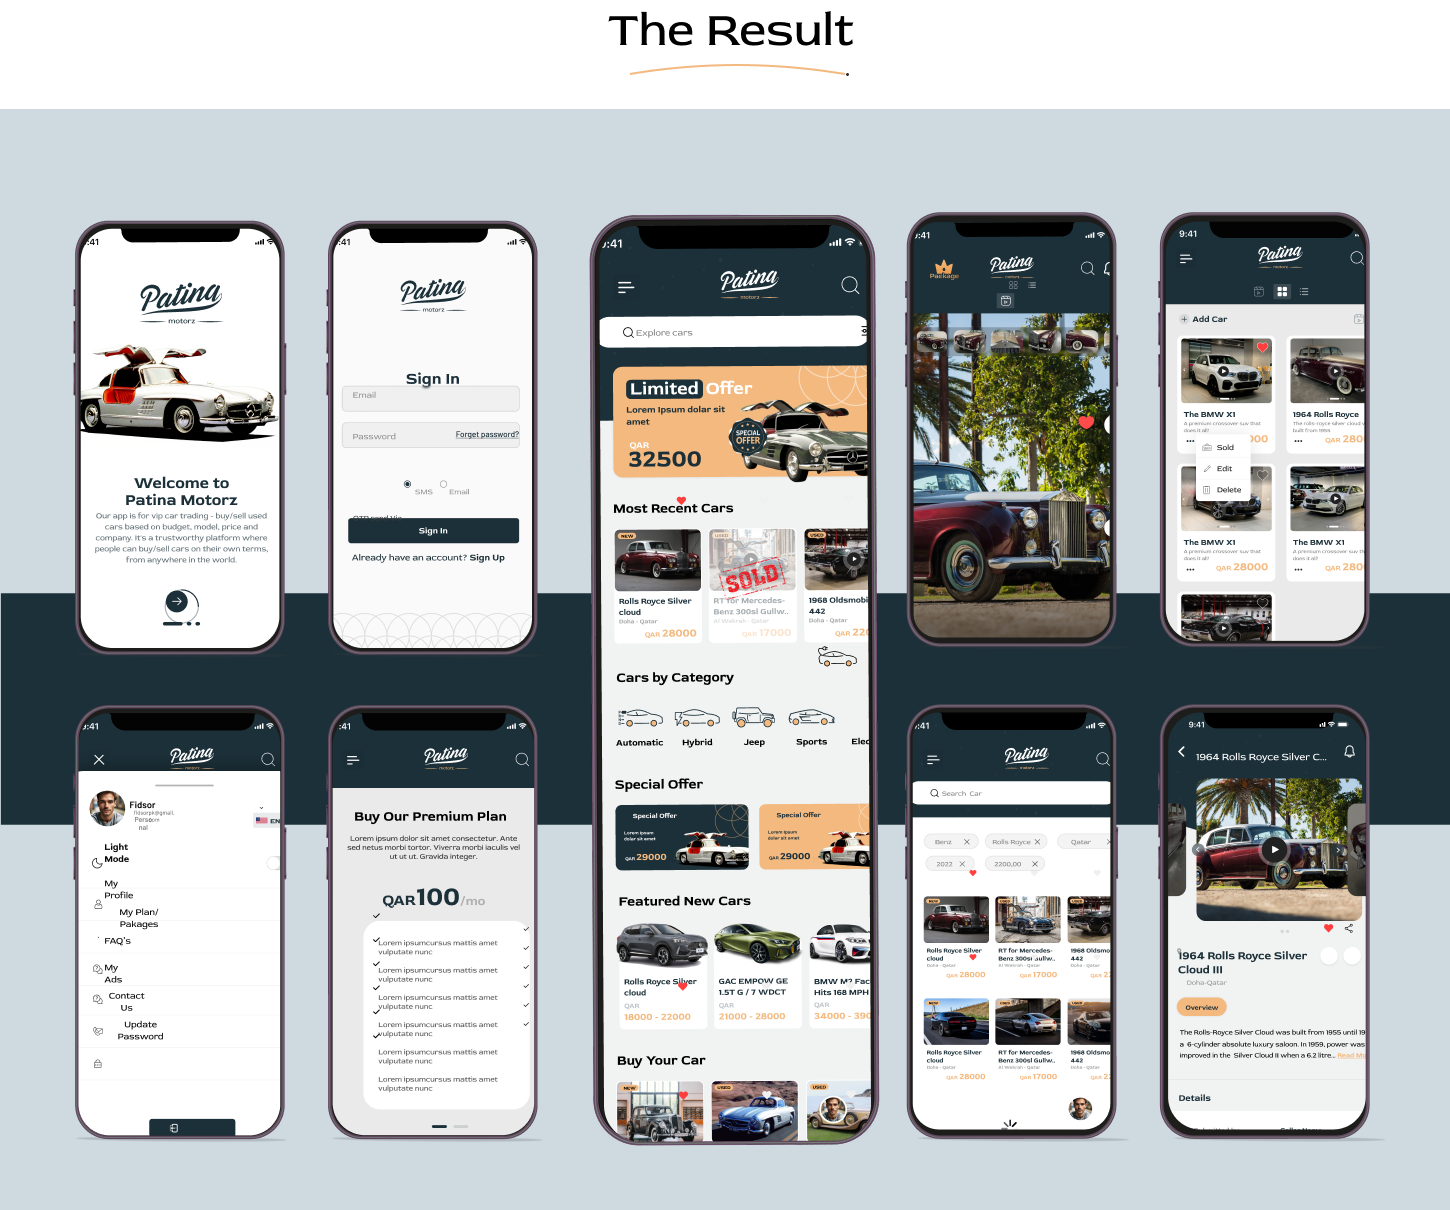 The Result
:41
Patina
motorz
Welcome to
Patina Motorz
Our app is for vip car trading - buy/sell used
cars based on budget, model, price and
company. It's a trustworthy platform where
people can buy/sell cars on their own terms,
from anywhere in the world.
:41
Patina
motorz
Sign In
Email
Password
Forget password?
SMS
Email
Sign In
Already have an account? Sign Up
9:41
Patina
motorz
Explore cars
Limited Offer
Lorem Ipsum dolor sit
amet
SPECIAL
OFFER
QAR
32500
Most Recent Cars
NEW
USED
USED
SOLD
Rolls Royce Silver
cloud
Doha - Qatar
QAR 28000
RT for Mercedes-
Benz 300sl Gullw..
Al Wakrah - Qatar
QAR 17000
1968 Oldsmobi
442
Doha - Qatar
QAR 220
Cars by Category
Automatic
Hybrid
Jeep
Sports
Elec
Special Offer
Special Offer
Lorem ipsum
dolor sit amet
QAR 29000
Special Offer
Lorem ipsum
dolor sit amet
QAR 29000
Featured New Cars
Rolls Royce Silver
cloud
QAR
18000 - 22000
GAC EMPOW GE
1.5T G / 7 WDCT
QAR
21000 - 28000
BMW M? Fac
Hits 168 MPH
QAR
34000 - 390
Buy Your Car
NEW
USED
USED
9:41
Package
Patina
motorz
9:41
Patina
motorz
Add Car
The BMW X1
A premium crossover suv that
does it all!
000
1964 Rolls Royce
The rolls-royce silver cloud w
built from 1955
QAR 280
Sold
Edit
Delete
The BMW X1
A premium crossover suv that
does it all!
QAR 28000
The BMW X1
A premium crossover suv th
does it all!
QAR 280
9:41
Patina
motorz
Fidsor
fidsorpk@gmail.
Perso
nal
EN
Light
Mode
My
Profile
My Plan/
Pakages
FAQ's
My
Ads
Contact
Us
Update
Password
:41
Patina
motorz
Buy Our Premium Plan
Lorem ipsum dolor sit amet consectetur. Ante
sed netus morbi tortor. Viverra morbi iaculis vel
ut ut ut. Gravida integer.
QAR100/mo
Lorem ipsumcursus mattis amet
vulputate nunc
Lorem ipsumcursus mattis amet
vulputate nunc
Lorem ipsumcursus mattis amet
vulputate nunc
Lorem ipsumcursus mattis amet
vulputate nunc
Lorem ipsumcursus mattis amet
vulputate nunc
Lorem ipsumcursus mattis amet
vulputate nunc
9:41
Patina
motorz
Search Car
Benz
Rolls Royce
Qatar
2022
2200,00
Rolls Royce Silver
cloud
Doha - Qatar
QAR 28000
RT for Mercedes-
Benz 300sl Gullw..
Al Wakrah - Qatar
QAR 17000
1968 Oldsmo
442
Doha - Qatar
QAR 22
NEW
USED
USED
Rolls Royce Silver
cloud
Doha - Qatar
QAR 28000
RT for Mercedes-
Benz 300sl Gullw..
Al Wakrah - Qatar
QAR 17000
1968 Oldsmo
442
Doha - Qatar
QAR 22
9:41
1964 Rolls Royce Silver C...
1964 Rolls Royce Silver
Cloud III
Doha-Qatar
Overview
The Rolls-Royce Silver Cloud was built from 1955 until 19
a 6-cylinder absolute luxury saloon. In 1959, power was
improved in the Silver Cloud II when a 6.2 litre... Read Mo
Details